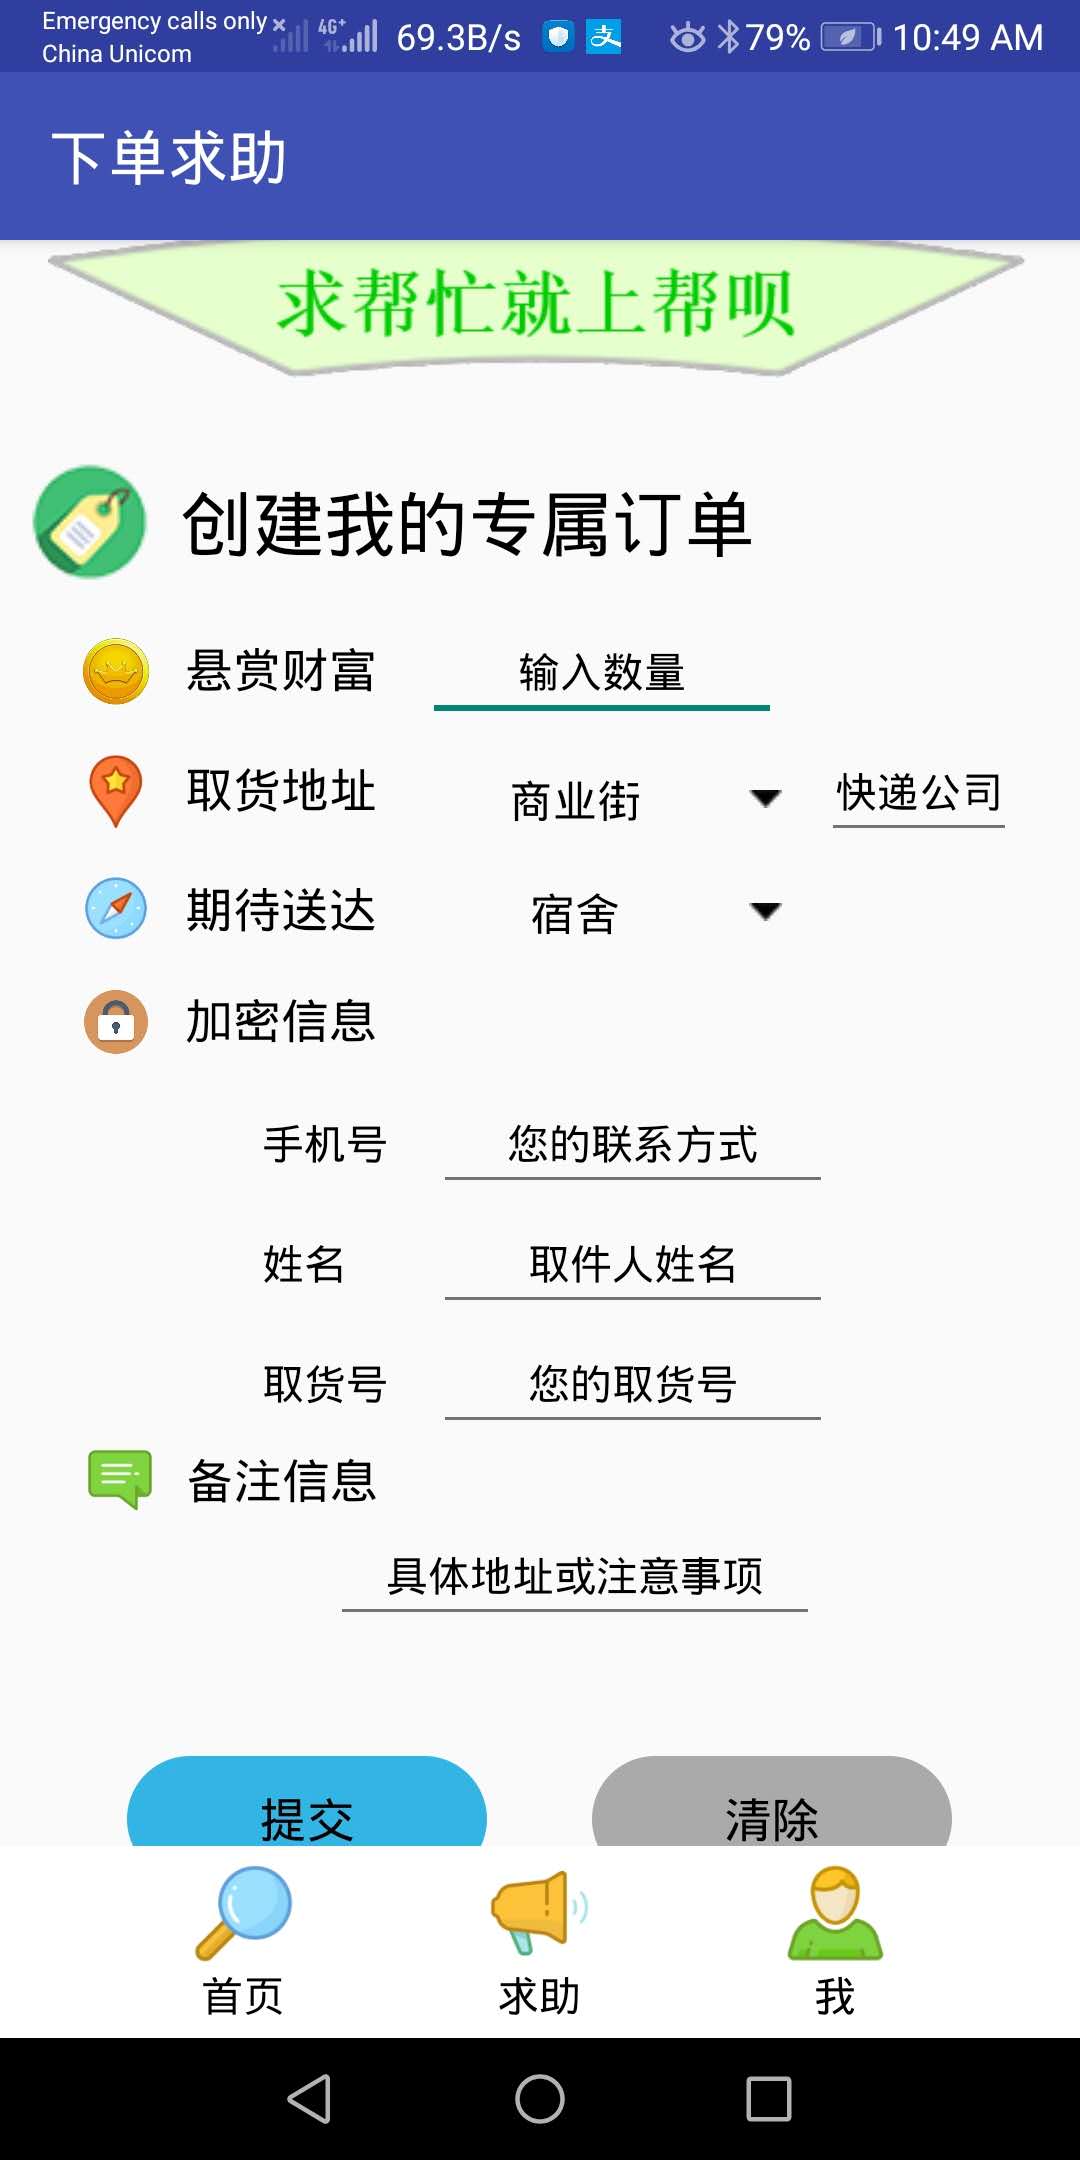 Emergency calls only
China Unicom
4G+
69.3B/s
支
79%
10:49 AM
下单求助
求帮忙就上帮呗
创建我的专属订单
悬赏财富 输入数量
取货地址 商业街 快递公司
期待送达 宿舍
加密信息
手机号 您的联系方式
姓名 取件人姓名
取货号 您的取货号
备注信息
具体地址或注意事项
提交 清除
首页 求助 我